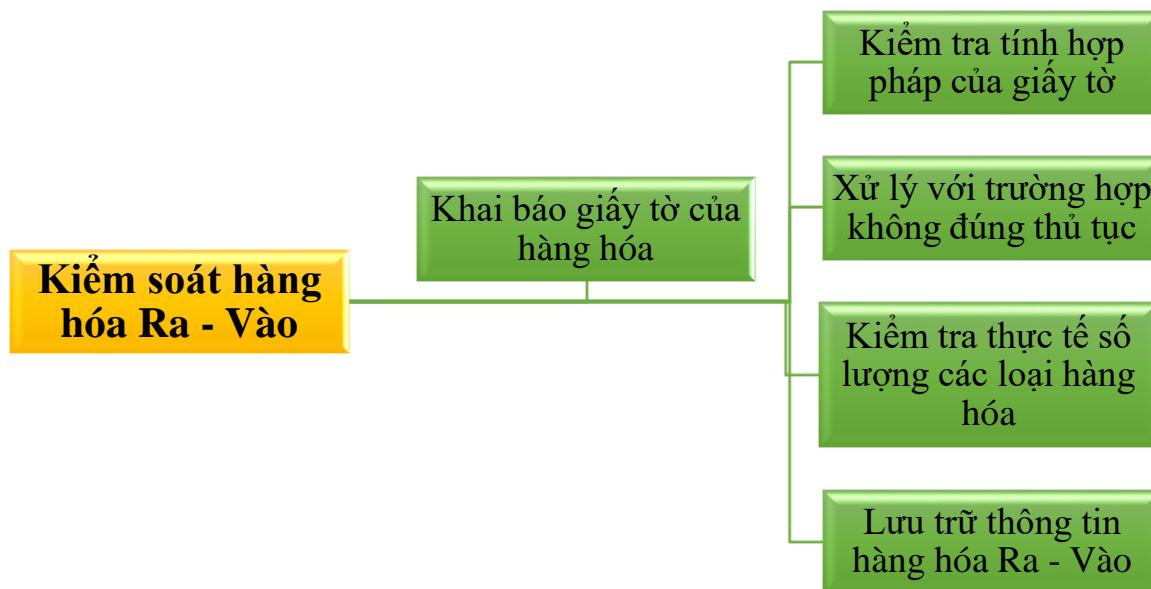 Kiểm soát hàng
hóa Ra - Vào
Khai báo giấy tờ của
hàng hóa
Kiểm tra tính hợp
pháp của giấy tờ
Xử lý với trường hợp
không đúng thủ tục
Kiểm tra thực tế số
lượng các loại hàng
hóa
Lưu trữ thông tin
hàng hóa Ra - Vào